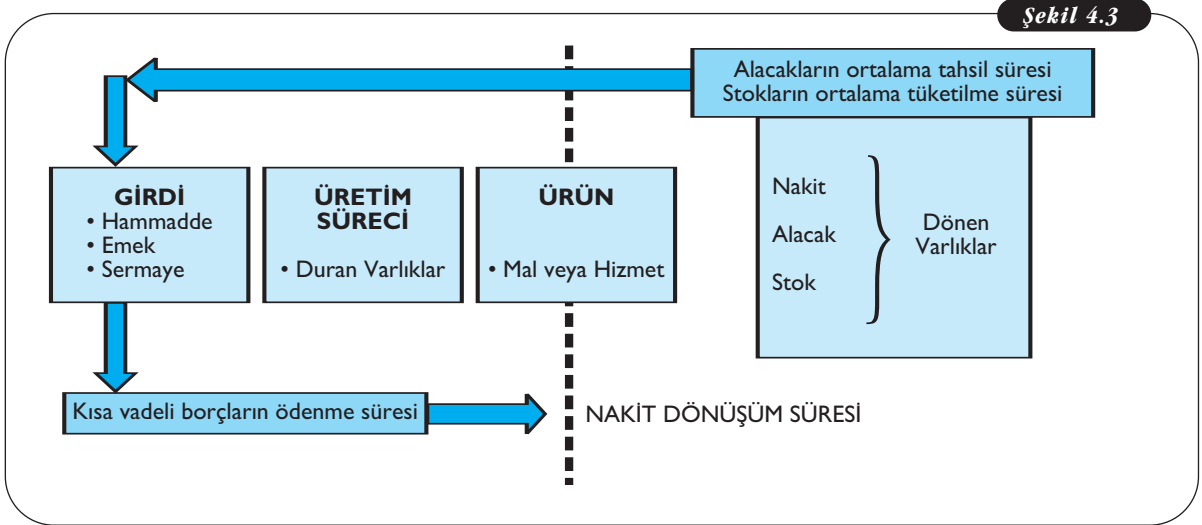 Şekil 4.3
Alacakların ortalama tahsil süresi
Stokların ortalama tüketilme süresi
GİRDİ
• Hammadde
• Emek
• Sermaye
ÜRETİM
SÜRECİ
• Duran Varlıklar
ÜRÜN
• Mal veya Hizmet
Nakit
Alacak
Stok
Dönen
Varlıklar
Kısa vadeli borçların ödenme süresi
NAKİT DÖNÜŞÜM SÜRESİ